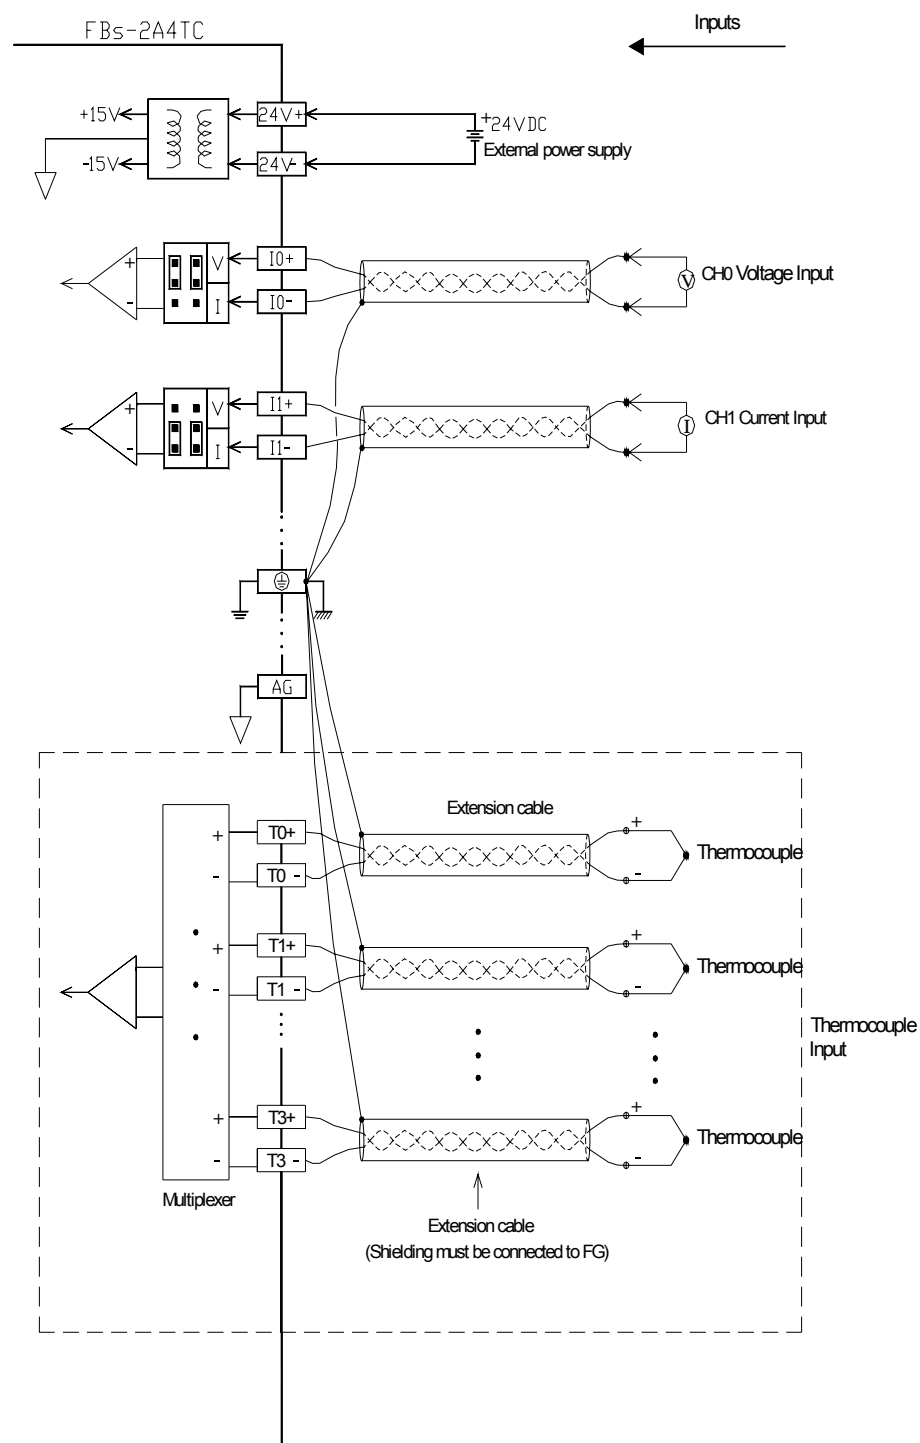 FBs-2A4TC
Inputs
+15V
24V+
+
24VDC
External power supply
-15V
24V-
+
V
I0+
-
I
I0-
V
CH0 Voltage Input
+
V
I1+
-
I
I1-
I
CH1 Current Input
AG
Extension cable
+
T0+
-
T0 -
+
-
Thermocouple
+
T1+
-
T1 -
+
-
Thermocouple
Thermocouple
Input
+
T3+
-
T3 -
+
-
Thermocouple
Multiplexer
Extension cable
(Shielding must be connected to FG)